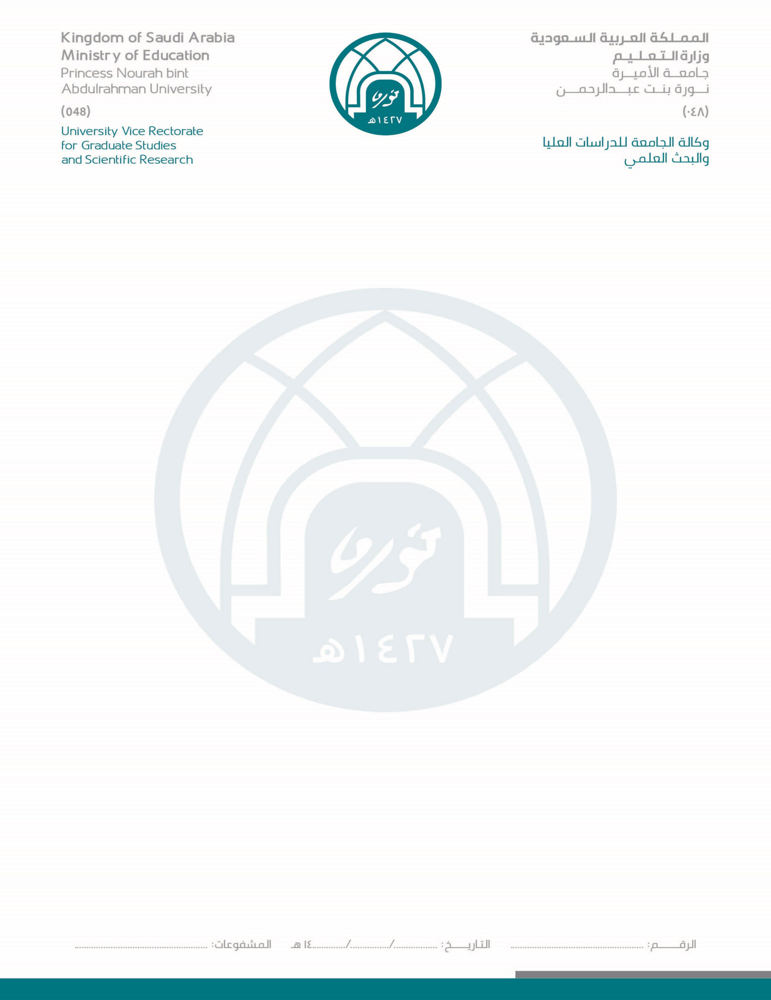 Kingdom of Saudi Arabia
Ministry of Education
Princess Nourah bint
Abdulrahman University
(048)
University Vice Rectorate
for Graduate Studies
and Scientific Research
نورة
١٤٢٧هـ
المملكة العربية السعودية
وزارة التعليم
جامعة الأميرة
نورة بنت عبدالرحمن
(٠٤٨)
وكالة الجامعة للدراسات العليا
والبحث العلمي
نورة
١٤٢٧هـ
الرقم: ........................ التاريخ: ........../........../..........١٤ هـ المشفوعات: ........................